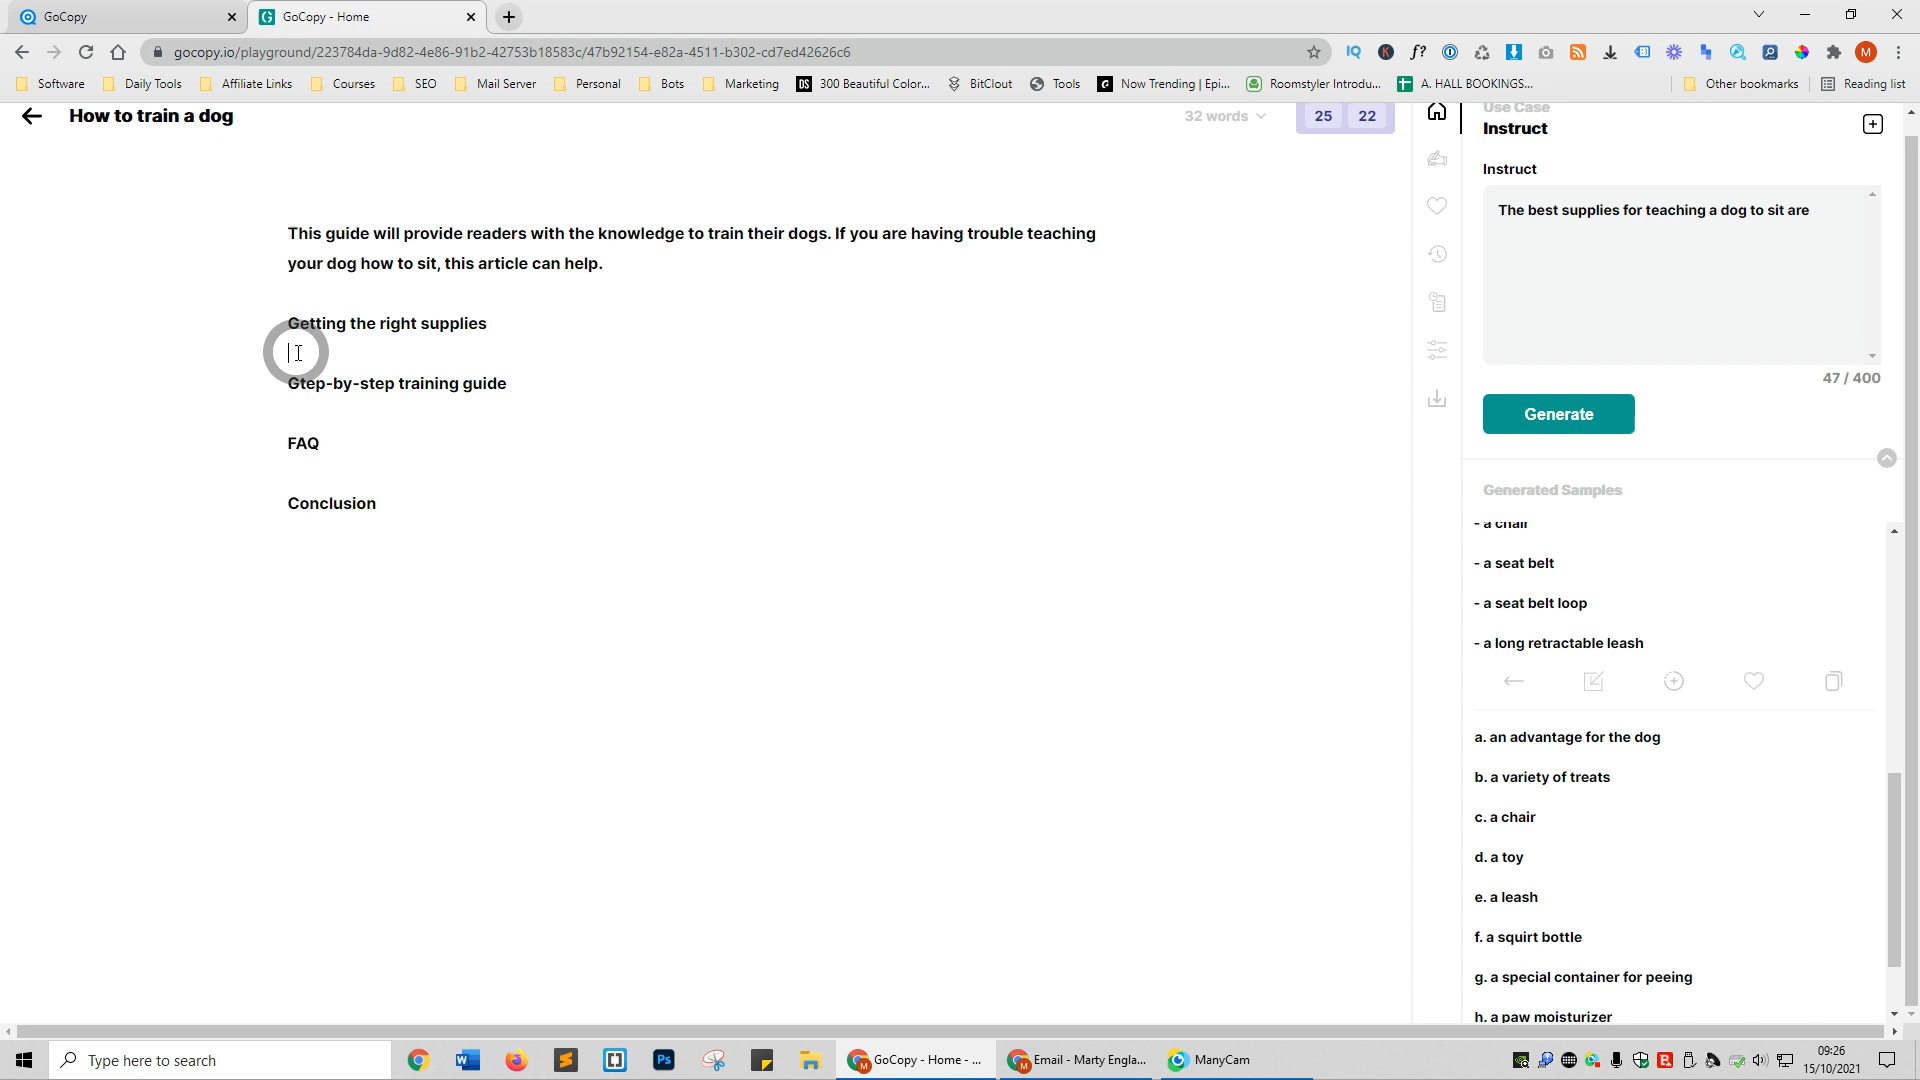 GoCopy
GoCopy - Home
gocopy.io/playground/223784da-9d82-4e86-91b2-42753b18583c/47b92154-e82a-4511-b302-cd7ed42626c6
Software
Daily Tools
Affiliate Links
Courses
SEO
Mail Server
Personal
Bots
Marketing
DS 300 Beautiful Color...
BitClout
Tools
Now Trending | Epi...
Roomstyler Introdu...
A. HALL BOOKINGS...
Other bookmarks
Reading list
How to train a dog
32 words
25 22
Use Case
Instruct
Instruct
The best supplies for teaching a dog to sit are
47 / 400
Generate
This guide will provide readers with the knowledge to train their dogs. If you are having trouble teaching
your dog how to sit, this article can help.
Getting the right supplies
Gtep-by-step training guide
FAQ
Conclusion
Generated Samples
- a chair
- a seat belt
- a seat belt loop
- a long retractable leash
a. an advantage for the dog
b. a variety of treats
c. a chair
d. a toy
e. a leash
f. a squirt bottle
g. a special container for peeing
h. a paw moisturizer
Type here to search
GoCopy - Home - ...
Email - Marty Engla...
ManyCam
09:26
15/10/2021